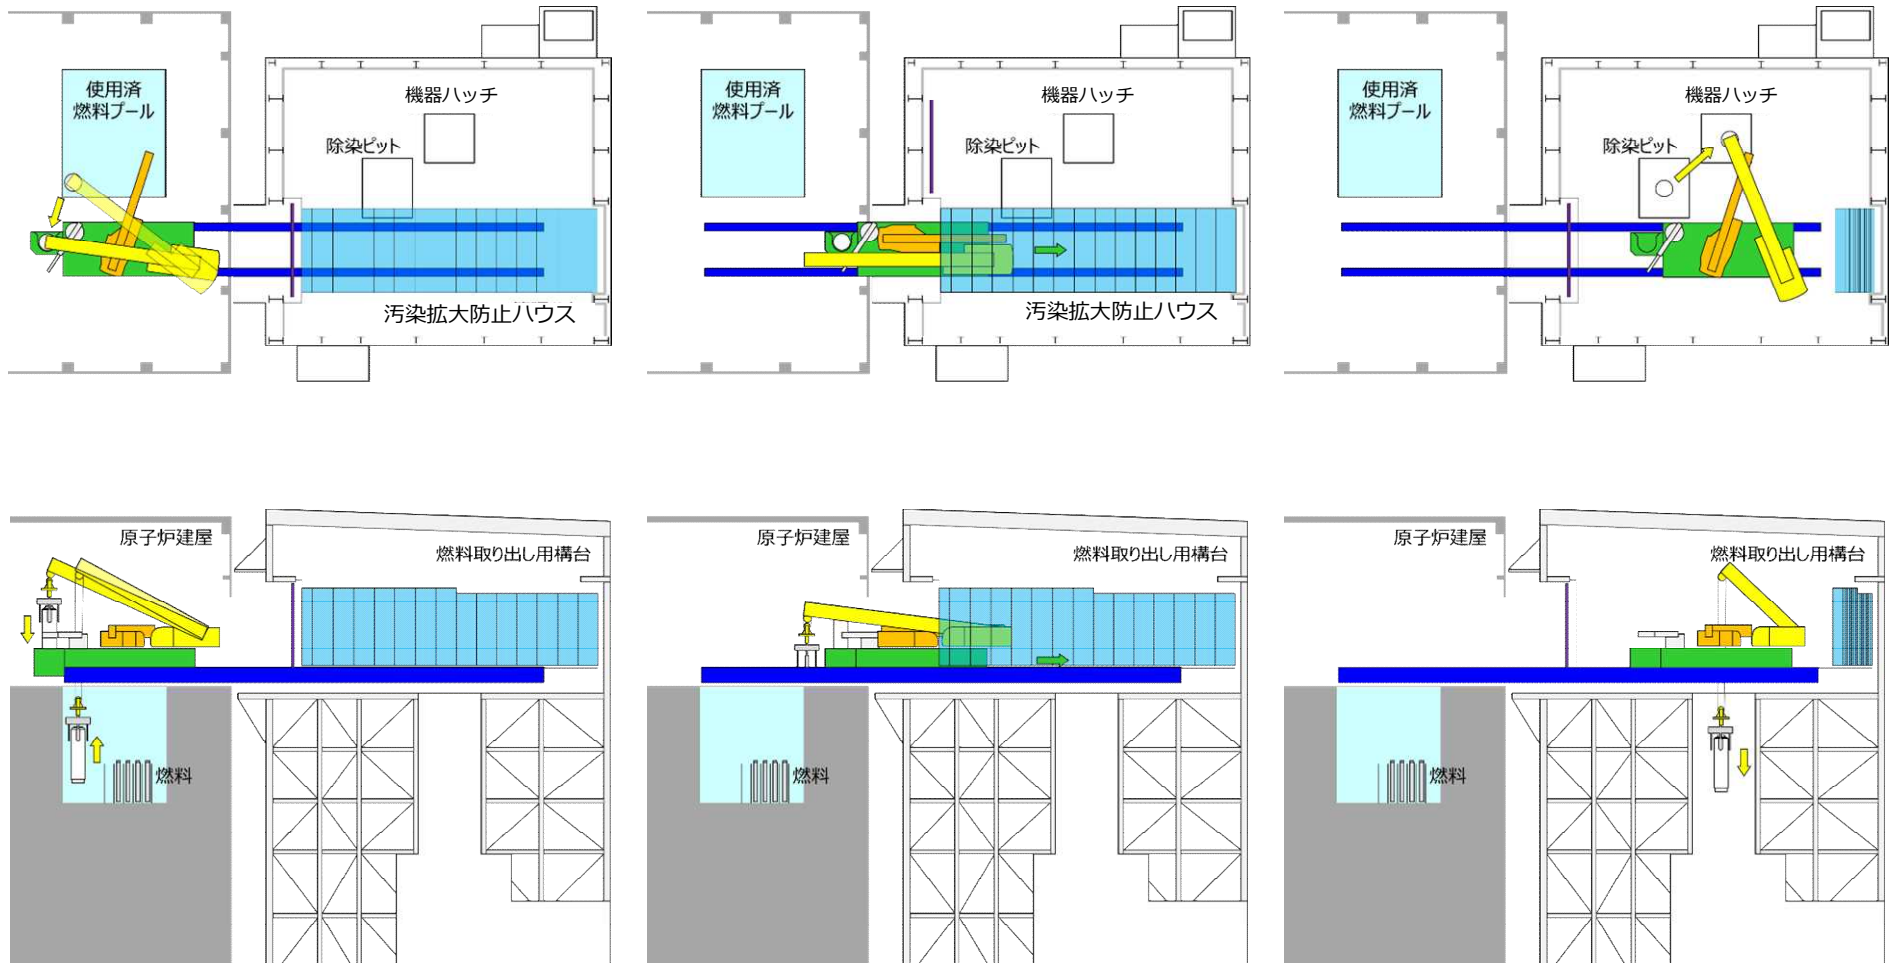 使用済
燃料プール
機器ハッチ
除染ピット
汚染拡大防止ハウス
使用済
燃料プール
機器ハッチ
除染ピット
汚染拡大防止ハウス
使用済
燃料プール
機器ハッチ
除染ピット
原子炉建屋
燃料取り出し用構台
燃料
原子炉建屋
燃料取り出し用構台
燃料
原子炉建屋
燃料取り出し用構台
燃料